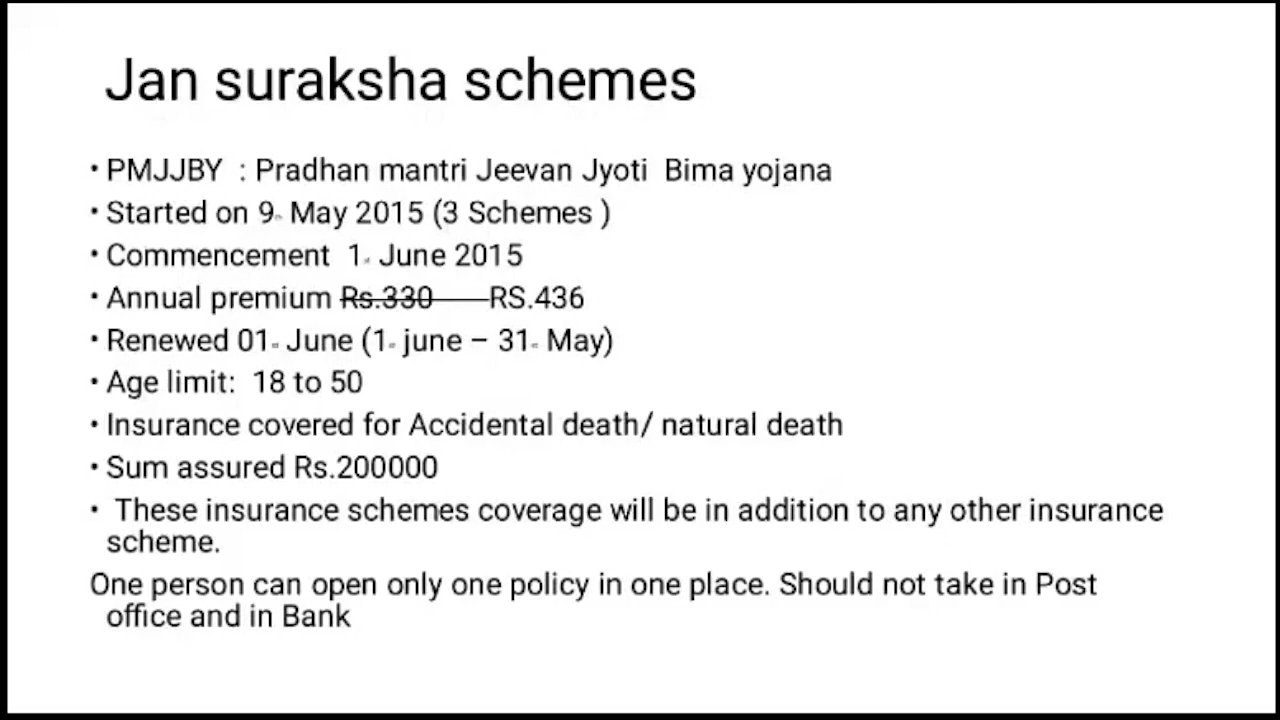 Jan suraksha schemes
• PMJJBY : Pradhan mantri Jeevan Jyoti Bima yojana
• Started on 9 May 2015 (3 Schemes )
• Commencement 1 June 2015
• Annual premium Rs.330 RS.436
• Renewed 01 June (1 june – 31 May)
• Age limit: 18 to 50
• Insurance covered for Accidental death/ natural death
• Sum assured Rs.200000
• These insurance schemes coverage will be in addition to any other insurance
scheme.
One person can open only one policy in one place. Should not take in Post
office and in Bank